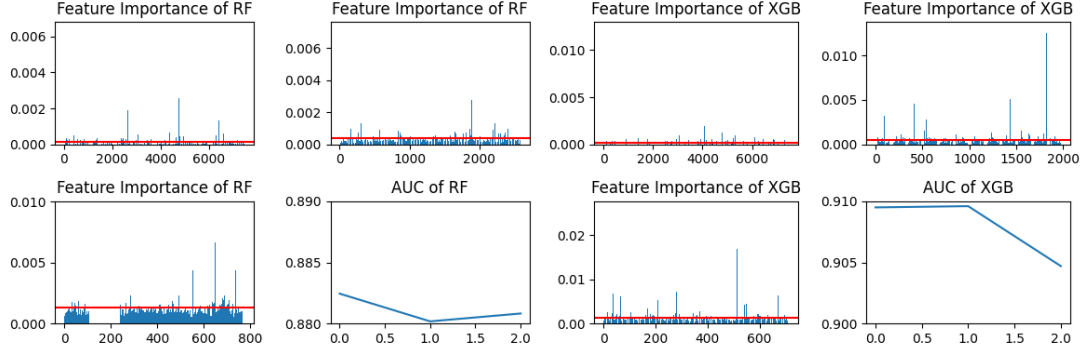 Feature Importance of RF
0.006
0.004
0.002
0.000
0 2000 4000 6000
Feature Importance of RF
0.006
0.004
0.002
0.000
0 1000 2000
Feature Importance of XGB
0.010
0.005
0.000
0 2000 4000 6000
Feature Importance of XGB
0.010
0.005
0.000
0 500 1000 1500 2000
Feature Importance of RF
0.010
0.005
0.000
0 200 400 600 800
AUC of RF
0.890
0.885
0.880
0.0 0.5 1.0 1.5 2.0
Feature Importance of XGB
0.02
0.01
0.00
0 200 400 600
AUC of XGB
0.910
0.905
0.900
0.0 0.5 1.0 1.5 2.0